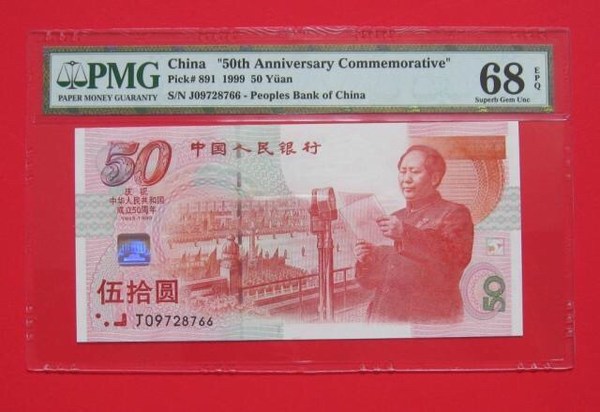 PMG
PAPER MONEY GUARANTY
China "50th Anniversary Commemorative"
Pick# 891 1999 50 Yüan
S/N J09728766 - Peoples Bank of China
68 EPQ
Superb Gem Unc
50
中国人民银行
庆祝
中华人民共和国
成立50周年
1949-1999
伍拾圆
J09728766
50